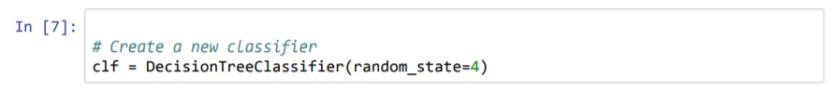 In [7]:
# Create a new classifier
clf = DecisionTreeClassifier(random_state=4)